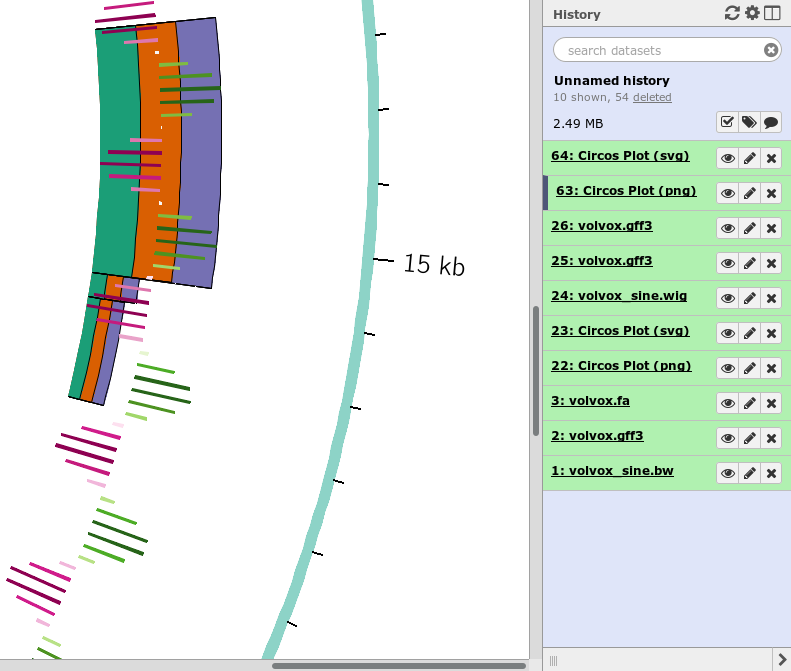 15 kb
History
search datasets
Unnamed history
10 shown, 54 deleted
2.49 MB
64: Circos Plot (svg)
63: Circos Plot (png)
26: volvox.gff3
25: volvox.gff3
24: volvox_sine.wig
23: Circos Plot (svg)
22: Circos Plot (png)
3: volvox.fa
2: volvox.gff3
1: volvox_sine.bw